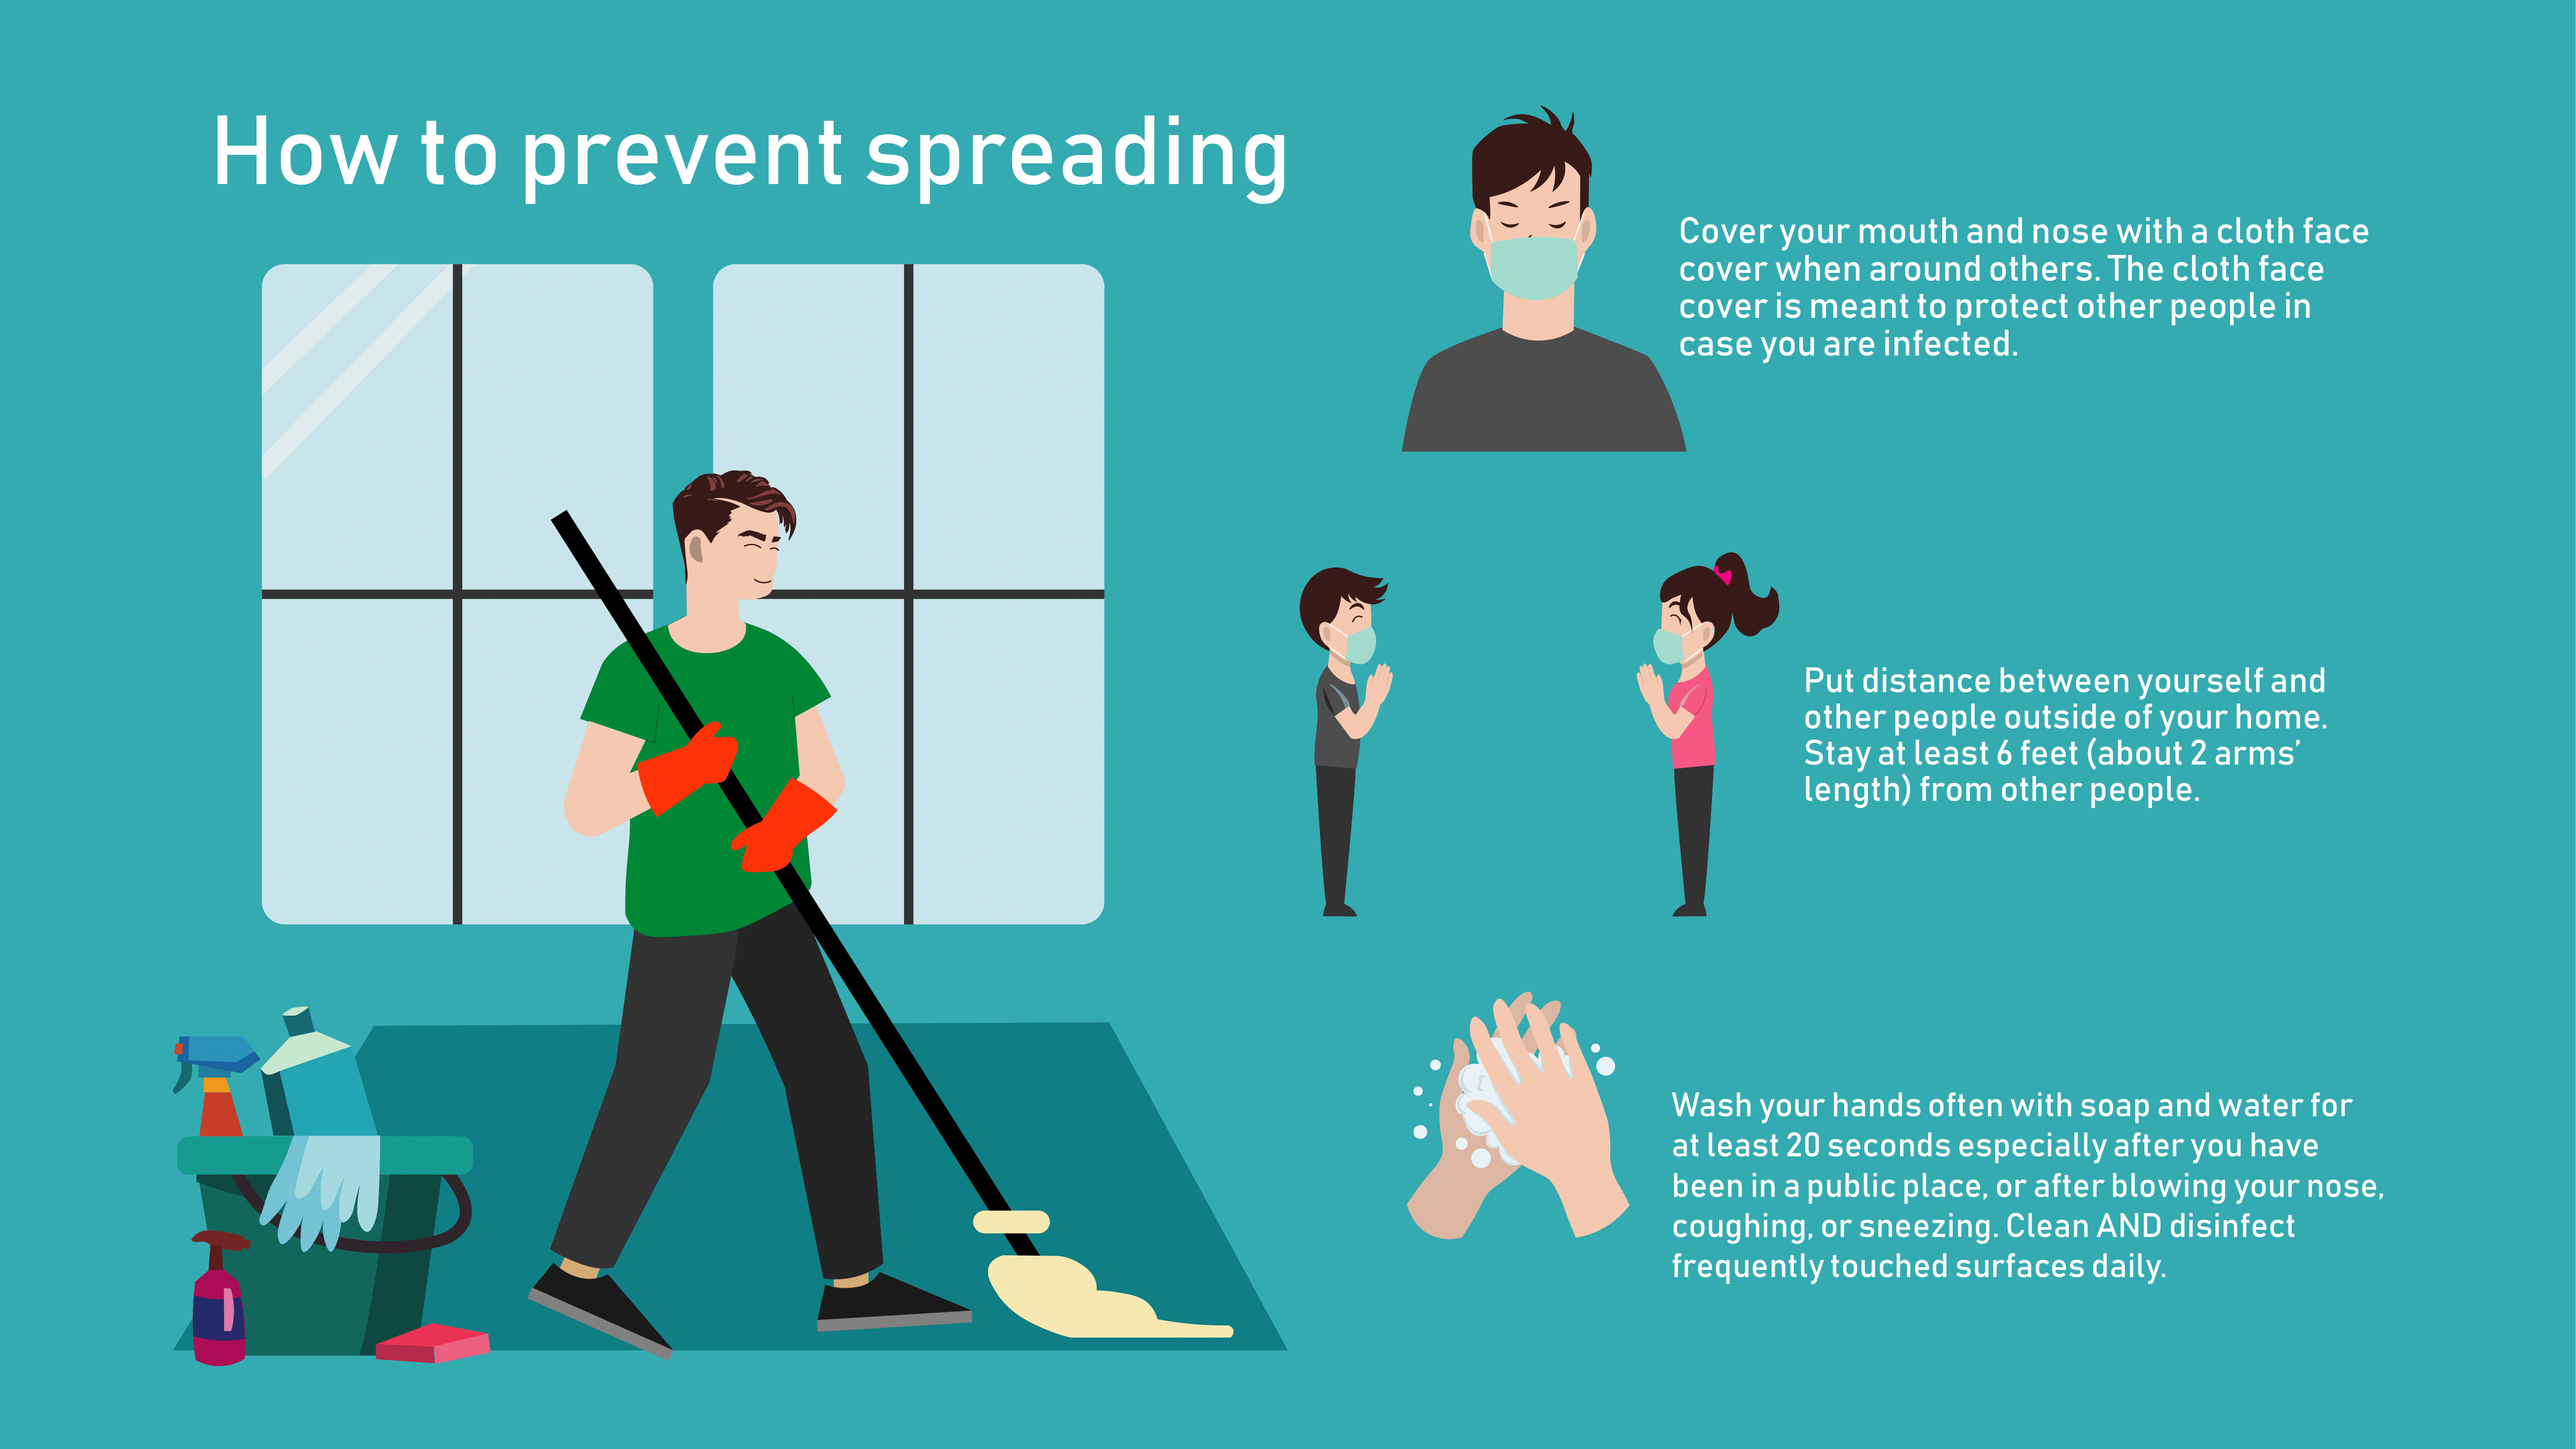 How to prevent spreading
Cover your mouth and nose with a cloth face
cover when around others. The cloth face
cover is meant to protect other people in
case you are infected.
Put distance between yourself and
other people outside of your home.
Stay at least 6 feet (about 2 arms’
length) from other people.
Wash your hands often with soap and water for
at least 20 seconds especially after you have
been in a public place, or after blowing your nose,
coughing, or sneezing. Clean AND disinfect
frequently touched surfaces daily.